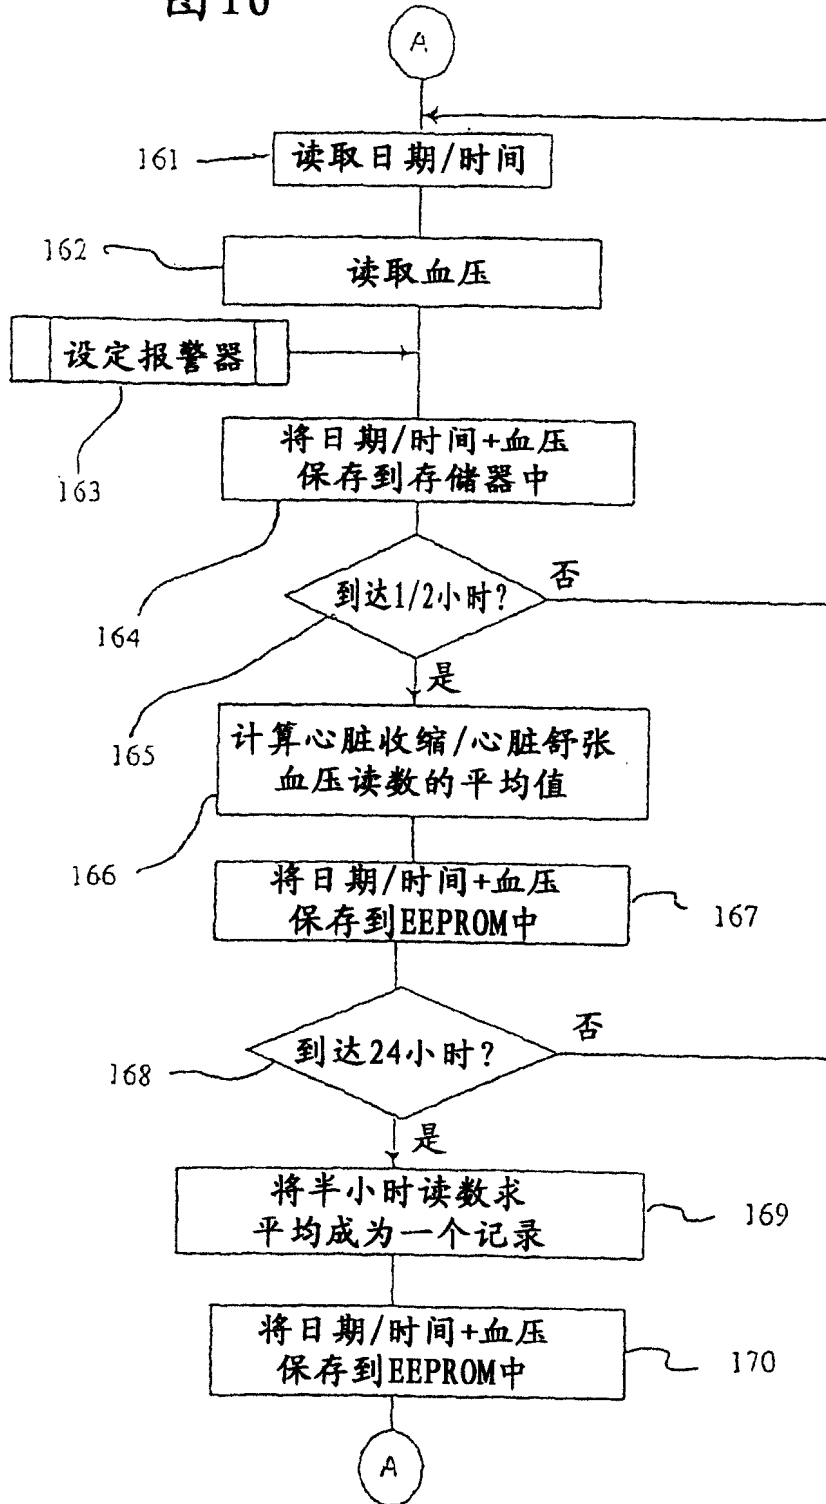 图10
A
161
读取日期/时间
162
读取血压
设定报警器
163
将日期/时间+血压
保存到存储器中
164
到达1/2小时?
否
165
是
计算心脏收缩/心脏舒张
血压读数的平均值
166
将日期/时间+血压
保存到EEPROM中
167
到达24小时?
否
168
是
将半小时读数求
平均成为一个记录
169
将日期/时间+血压
保存到EEPROM中
170
A